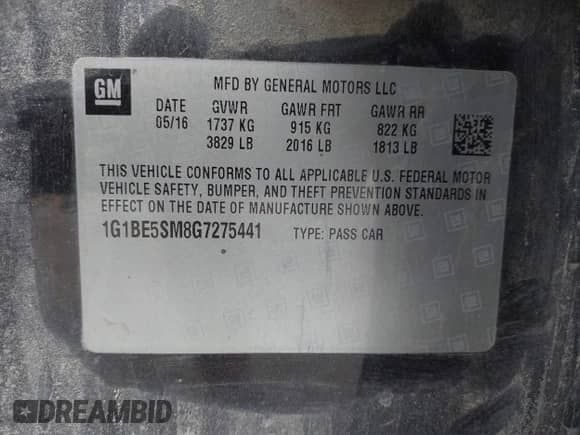 GM
MFD BY GENERAL MOTORS LLC
DATE GVWR GAWR FRT GAWR RR
05/16 1737 KG 915 KG 822 KG
3829 LB 2016 LB 1813 LB
THIS VEHICLE CONFORMS TO ALL APPLICABLE U.S. FEDERAL MOTOR
VEHICLE SAFETY, BUMPER, AND THEFT PREVENTION STANDARDS IN
EFFECT ON THE DATE OF MANUFACTURE SHOWN ABOVE.
1G1BE5SM8G7275441 TYPE: PASS CAR
DREAMBID